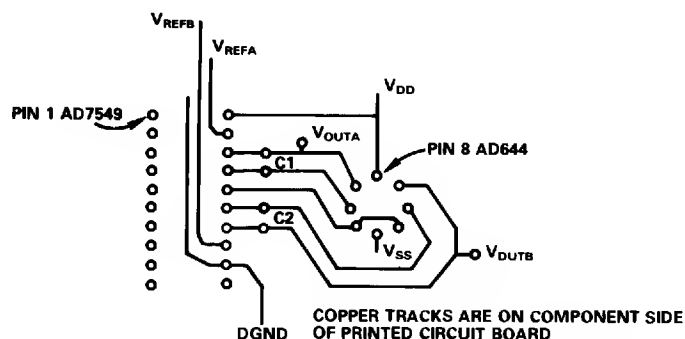 VREFB
VREFA
VDD
PIN 1 AD7549
VOUTA
PIN 8 AD644
C1
C2
VSS
VDUTB
DGND
COPPER TRACKS ARE ON COMPONENT SIDE
OF PRINTED CIRCUIT BOARD